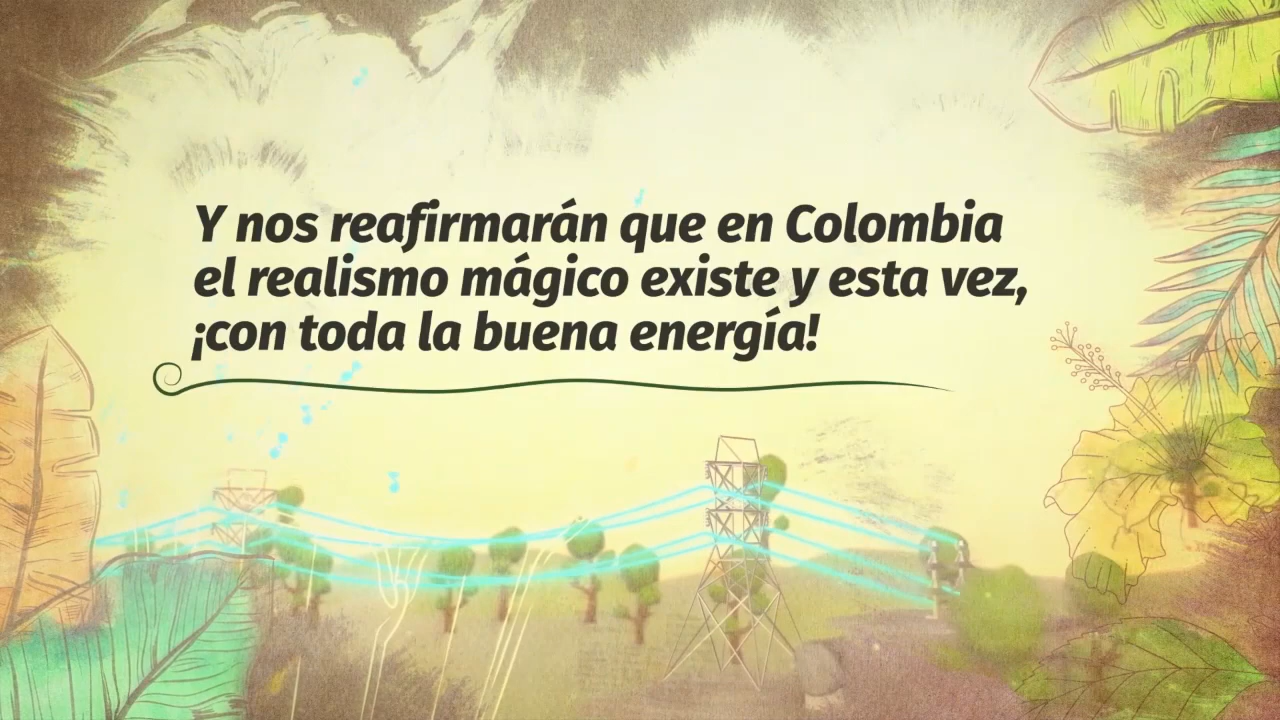 Y nos reafirmarán que en Colombia
el realismo mágico existe y esta vez,
¡con toda la buena energía!